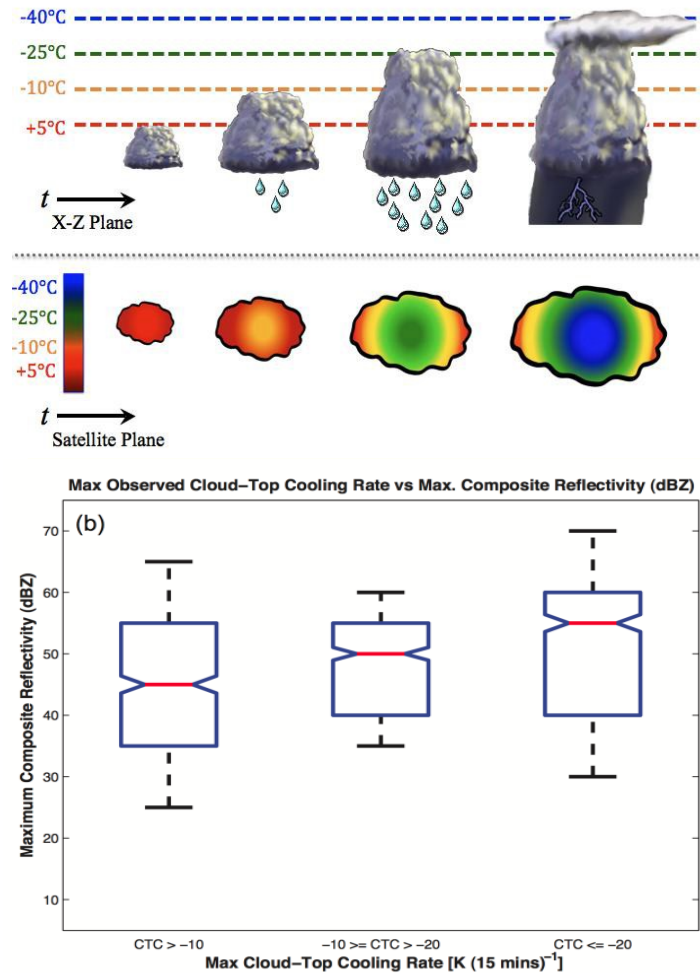 -40°C
-25°C
-10°C
+5°C
t
X-Z Plane
-40°C
-25°C
-10°C
+5°C
t
Satellite Plane
Max Observed Cloud–Top Cooling Rate vs Max. Composite Reflectivity (dBZ)
(b)
Maximum Composite Reflectivity (dBZ)
70
60
50
40
30
20
10
CTC > −10
−10 >= CTC > −20
CTC <= −20
Max Cloud−Top Cooling Rate [K (15 mins)⁻¹]